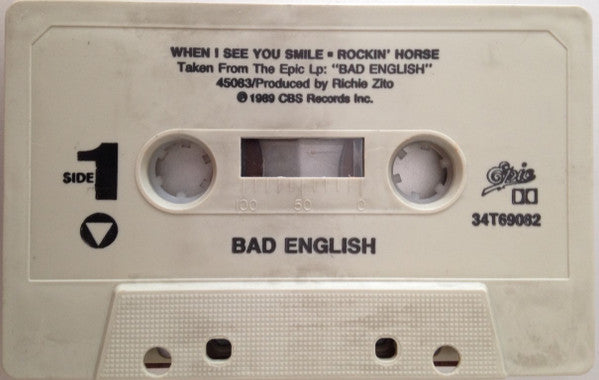 WHEN I SEE YOU SMILE • ROCKIN' HORSE
Taken From The Epic Lp: "BAD ENGLISH"
45083/Produced by Richie Zito
℗1989 CBS Records Inc.
SIDE 1
Epic
34T69082
100 50 0
BAD ENGLISH